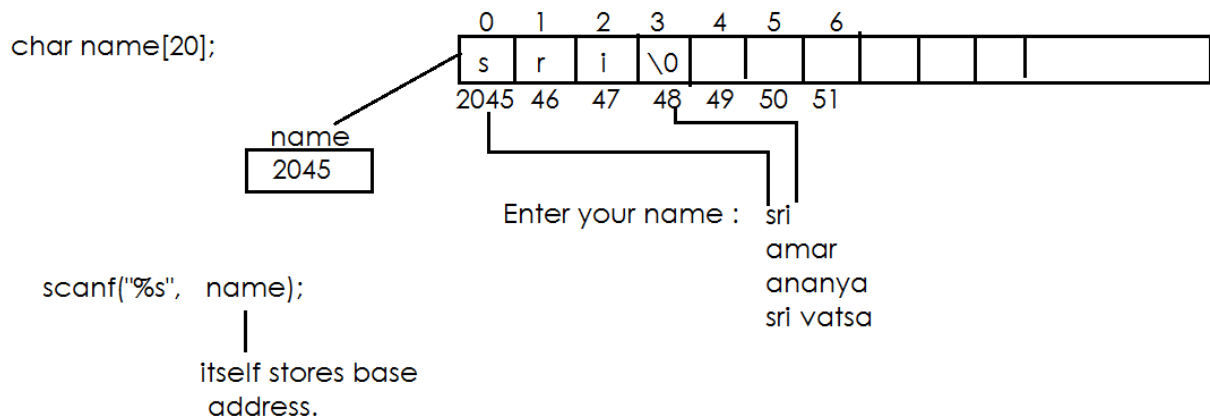 0 1 2 3 4 5 6
char name[20];
s r i \0
2045 46 47 48 49 50 51
name
2045
Enter your name : sri
amar
ananya
sri vatsa
scanf("%s", name);
itself stores base
address.